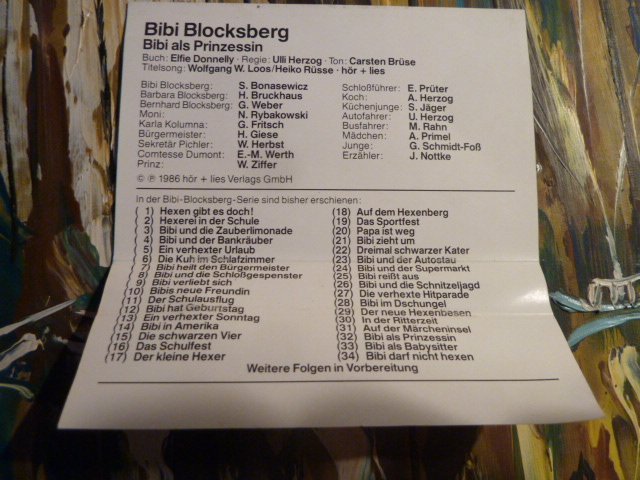 Bibi Blocksberg
Bibi als Prinzessin
Buch: Elfie Donnelly · Regie: Ulli Herzog · Ton: Carsten Brüse
Titelsong: Wolfgang W. Loos/Heiko Rüsse · hör + lies
Bibi Blocksberg: S. Bonasewicz
Barbara Blocksberg: H. Bruckhaus
Bernhard Blocksberg: G. Weber
Moni: N. Rybakowski
Karla Kolumna: G. Fritsch
Bürgermeister: H. Giese
Sekretär Pichler: W. Herbst
Comtesse Dumont: E.-M. Werth
Prinz: W. Ziffer
Schloßführer: E. Prüter
Koch: A. Herzog
Küchenjunge: S. Jäger
Autofahrer: U. Herzog
Busfahrer: M. Rahn
Mädchen: A. Primel
Junge: G. Schmidt-Foß
Erzähler: J. Nottke
© ℗ 1986 hör + lies Verlags GmbH
In der Bibi-Blocksberg-Serie sind bisher erschienen:
( 1) Hexen gibt es doch!
( 2) Hexerei in der Schule
( 3) Bibi und die Zauberlimonade
( 4) Bibi und der Bankräuber
( 5) Ein verhexter Urlaub
( 6) Die Kuh im Schlafzimmer
( 7) Bibi heilt den Bürgermeister
( 8) Bibi und die Schloßgespenster
( 9) Bibi verliebt sich
(10) Bibis neue Freundin
(11) Der Schulausflug
(12) Bibi hat Geburtstag
(13) Ein verhexter Sonntag
(14) Bibi in Amerika
(15) Die schwarzen Vier
(16) Das Schulfest
(17) Der kleine Hexer
(18) Auf dem Hexenberg
(19) Das Sportfest
(20) Papa ist weg
(21) Bibi zieht um
(22) Dreimal schwarzer Kater
(23) Bibi und der Autostau
(24) Bibi und der Supermarkt
(25) Bibi reißt aus
(26) Bibi und die Schnitzeljagd
(27) Die verhexte Hitparade
(28) Bibi im Dschungel
(29) Der neue Hexenbesen
(30) In der Ritterzeit
(31) Auf der Märcheninsel
(32) Bibi als Prinzessin
(33) Bibi als Babysitter
(34) Bibi darf nicht hexen
Weitere Folgen in Vorbereitung